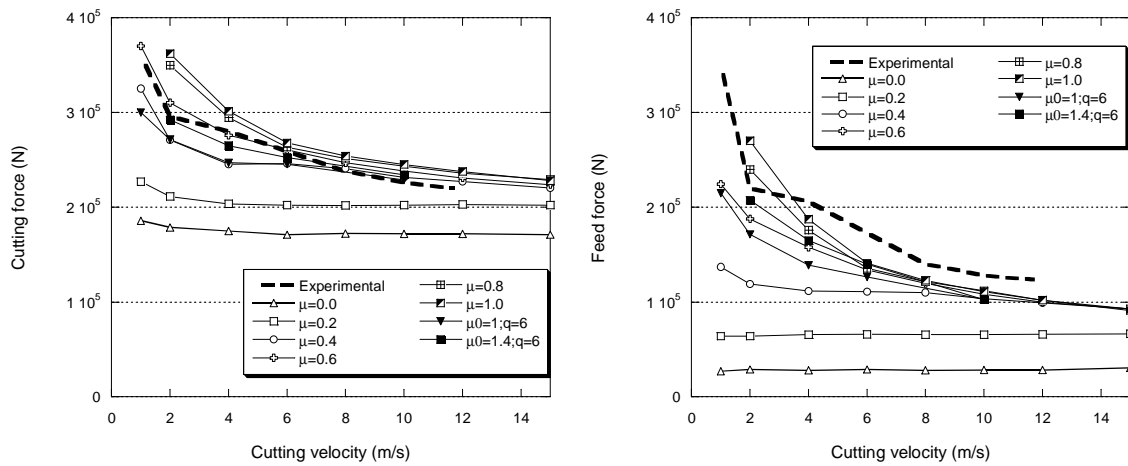 4 10⁵
3 10⁵
2 10⁵
1 10⁵
0
Cutting force (N)
Experimental
μ=0.0
μ=0.2
μ=0.4
μ=0.6
μ=0.8
μ=1.0
μ0=1;q=6
μ0=1.4;q=6
0 2 4 6 8 10 12 14
Cutting velocity (m/s)
4 10⁵
3 10⁵
2 10⁵
1 10⁵
0
Feed force (N)
Experimental
μ=0.0
μ=0.2
μ=0.4
μ=0.6
μ=0.8
μ=1.0
μ0=1;q=6
μ0=1.4;q=6
0 2 4 6 8 10 12 14
Cutting velocity (m/s)